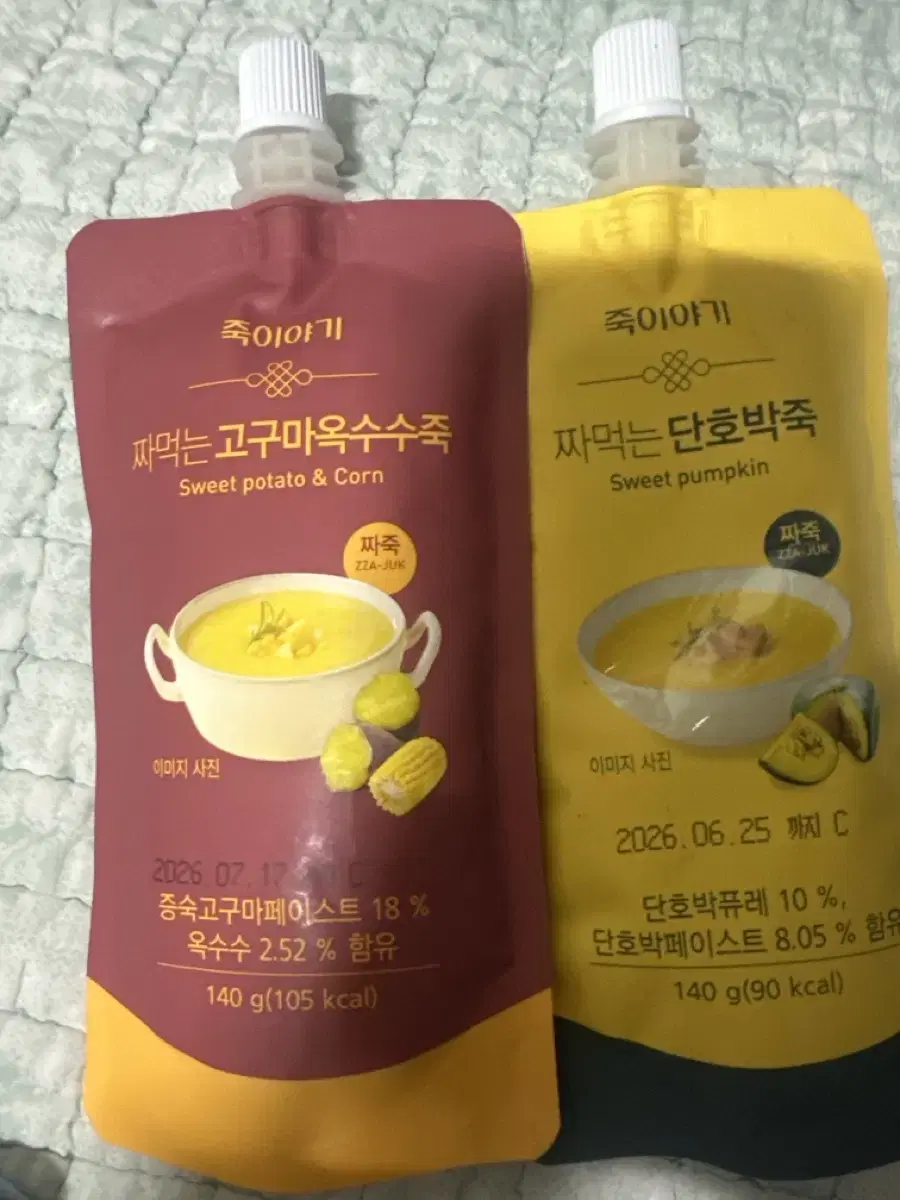 죽이야기
짜먹는 고구마옥수수죽
Sweet potato & Corn
짜죽
ZZA-JUK
이미지 사진
2026.07.17
증숙고구마페이스트 18 %
옥수수 2.52 % 함유
140 g(105 kcal)
죽이야기
짜먹는 단호박죽
Sweet pumpkin
짜죽
ZZA-JUK
이미지 사진
2026.06.25 까지 C
단호박퓨레 10 %,
단호박페이스트 8.05 % 함유
140 g(90 kcal)